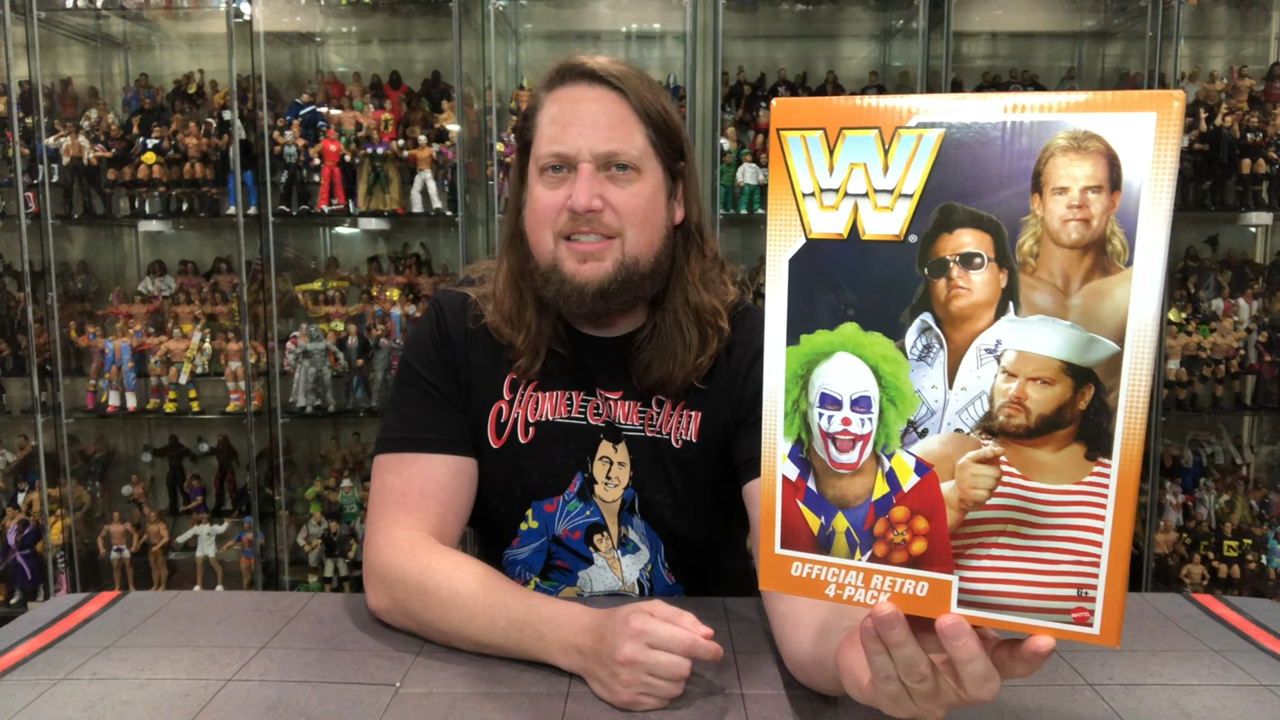 HONKY TONK MAN
WWF
®
OFFICIAL RETRO
4-PACK
6+
MATTEL